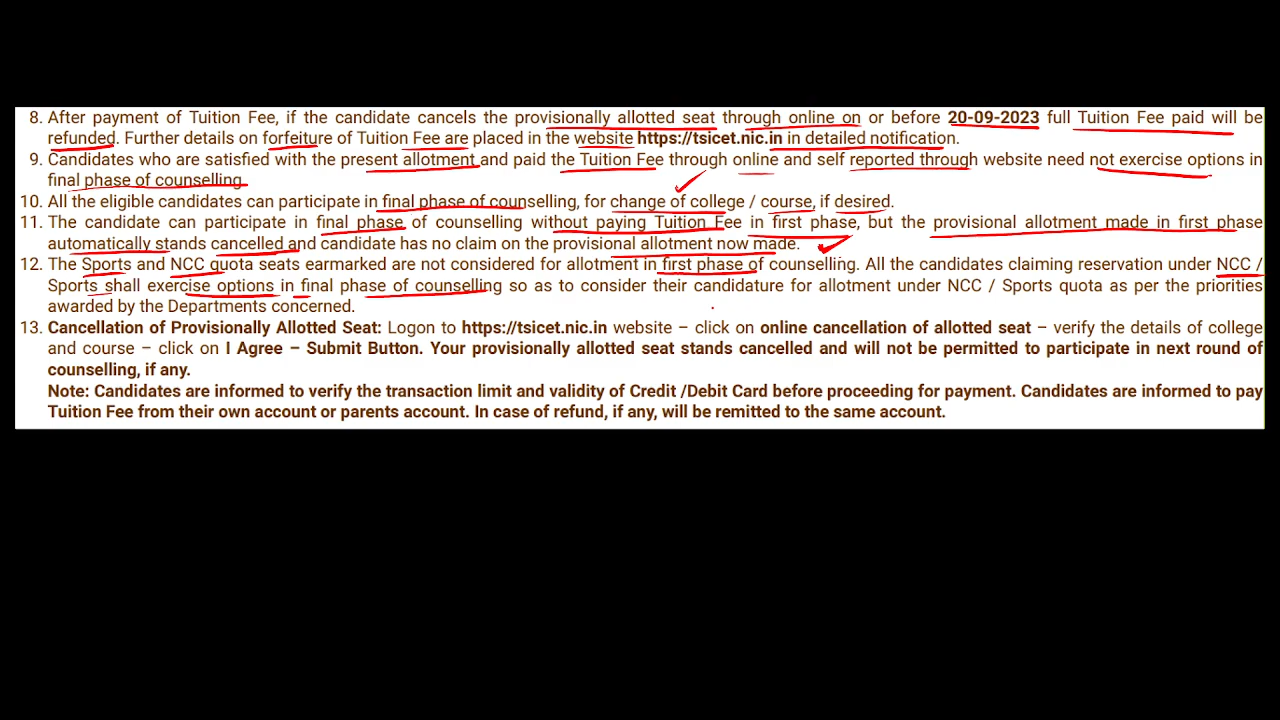 8. After payment of Tuition Fee, if the candidate cancels the provisionally allotted seat through online on or before 20-09-2023 full Tuition Fee paid will be
refunded. Further details on forfeiture of Tuition Fee are placed in the website https://tsicet.nic.in in detailed notification.
9. Candidates who are satisfied with the present allotment and paid the Tuition Fee through online and self reported through website need not exercise options in
final phase of counselling.
10. All the eligible candidates can participate in final phase of counselling, for change of college / course, if desired.
11. The candidate can participate in final phase of counselling without paying Tuition Fee in first phase, but the provisional allotment made in first phase
automatically stands cancelled and candidate has no claim on the provisional allotment now made.
12. The Sports and NCC quota seats earmarked are not considered for allotment in first phase of counselling. All the candidates claiming reservation under NCC /
Sports shall exercise options in final phase of counselling so as to consider their candidature for allotment under NCC / Sports quota as per the priorities
awarded by the Departments concerned.
13. Cancellation of Provisionally Allotted Seat: Logon to https://tsicet.nic.in website – click on online cancellation of allotted seat – verify the details of college
and course – click on I Agree – Submit Button. Your provisionally allotted seat stands cancelled and will not be permitted to participate in next round of
counselling, if any.
Note: Candidates are informed to verify the transaction limit and validity of Credit /Debit Card before proceeding for payment. Candidates are informed to pay
Tuition Fee from their own account or parents account. In case of refund, if any, will be remitted to the same account.